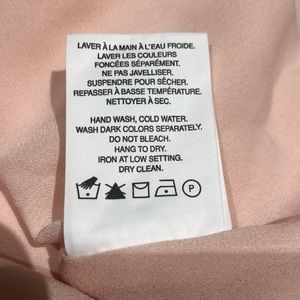 LAVER À LA MAIN À L'EAU FROIDE.
LAVER LES COULEURS
FONCÉES SÉPARÉMENT.
NE PAS JAVELLISER.
SUSPENDRE POUR SÉCHER.
REPASSER À BASSE TEMPÉRATURE.
NETTOYER À SEC.
HAND WASH, COLD WATER.
WASH DARK COLORS SEPARATELY.
DO NOT BLEACH.
HANG TO DRY.
IRON AT LOW SETTING.
DRY CLEAN.
P